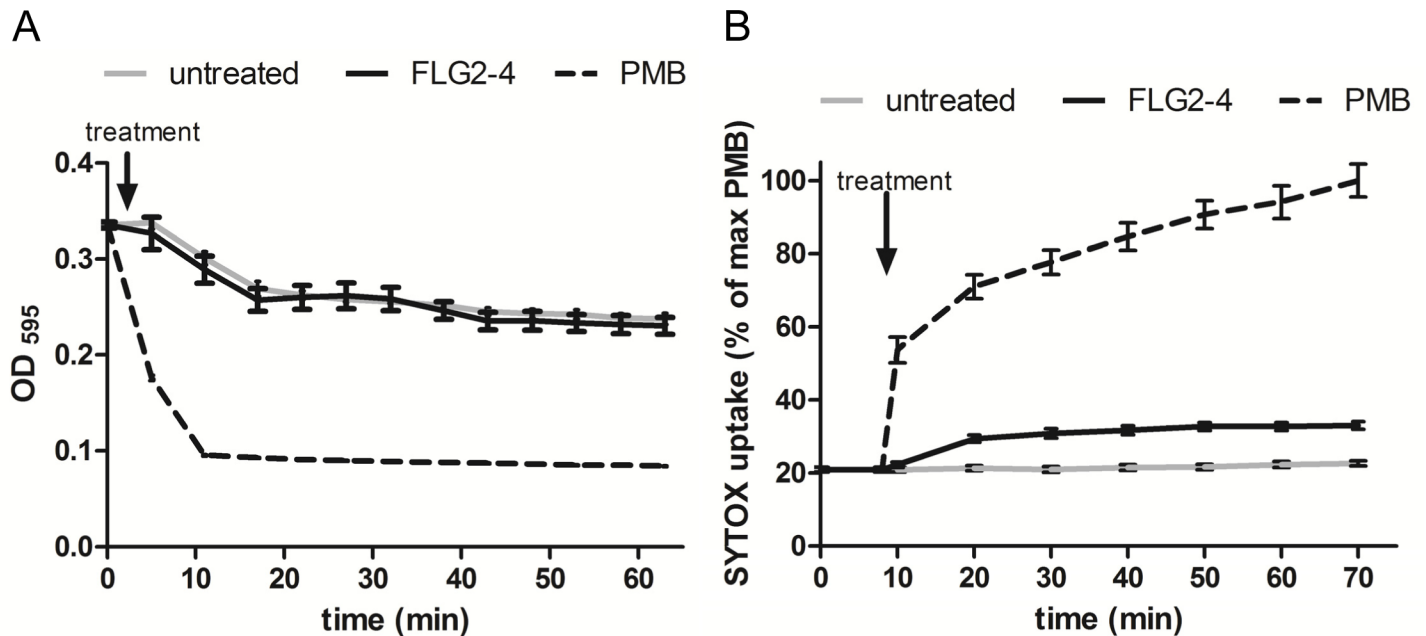 A
untreated FLG2-4 PMB
treatment
0.4
0.3
0.2
0.1
0.0
OD 595
0 10 20 30 40 50 60
time (min)
B
untreated FLG2-4 PMB
treatment
100
80
60
40
20
0
SYTOX uptake (% of max PMB)
0 10 20 30 40 50 60 70
time (min)